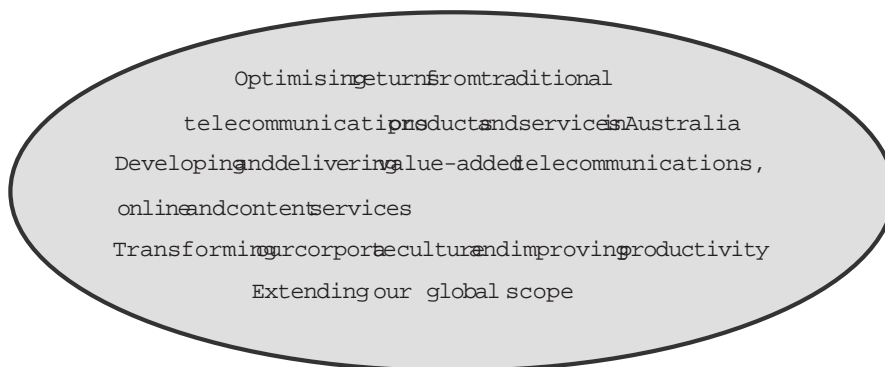 Optimising returns from traditional
telecommunications products and services in Australia
Developing and delivering value-added telecommunications,
online and content services
Transforming our corporate culture and improving productivity
Extending our global scope